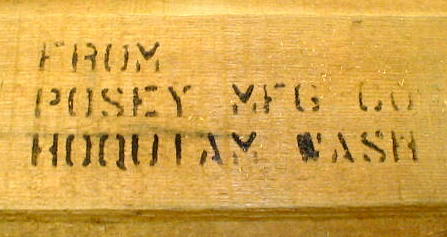 FROM
POSEY MFG CO
HOQUIAM WASH